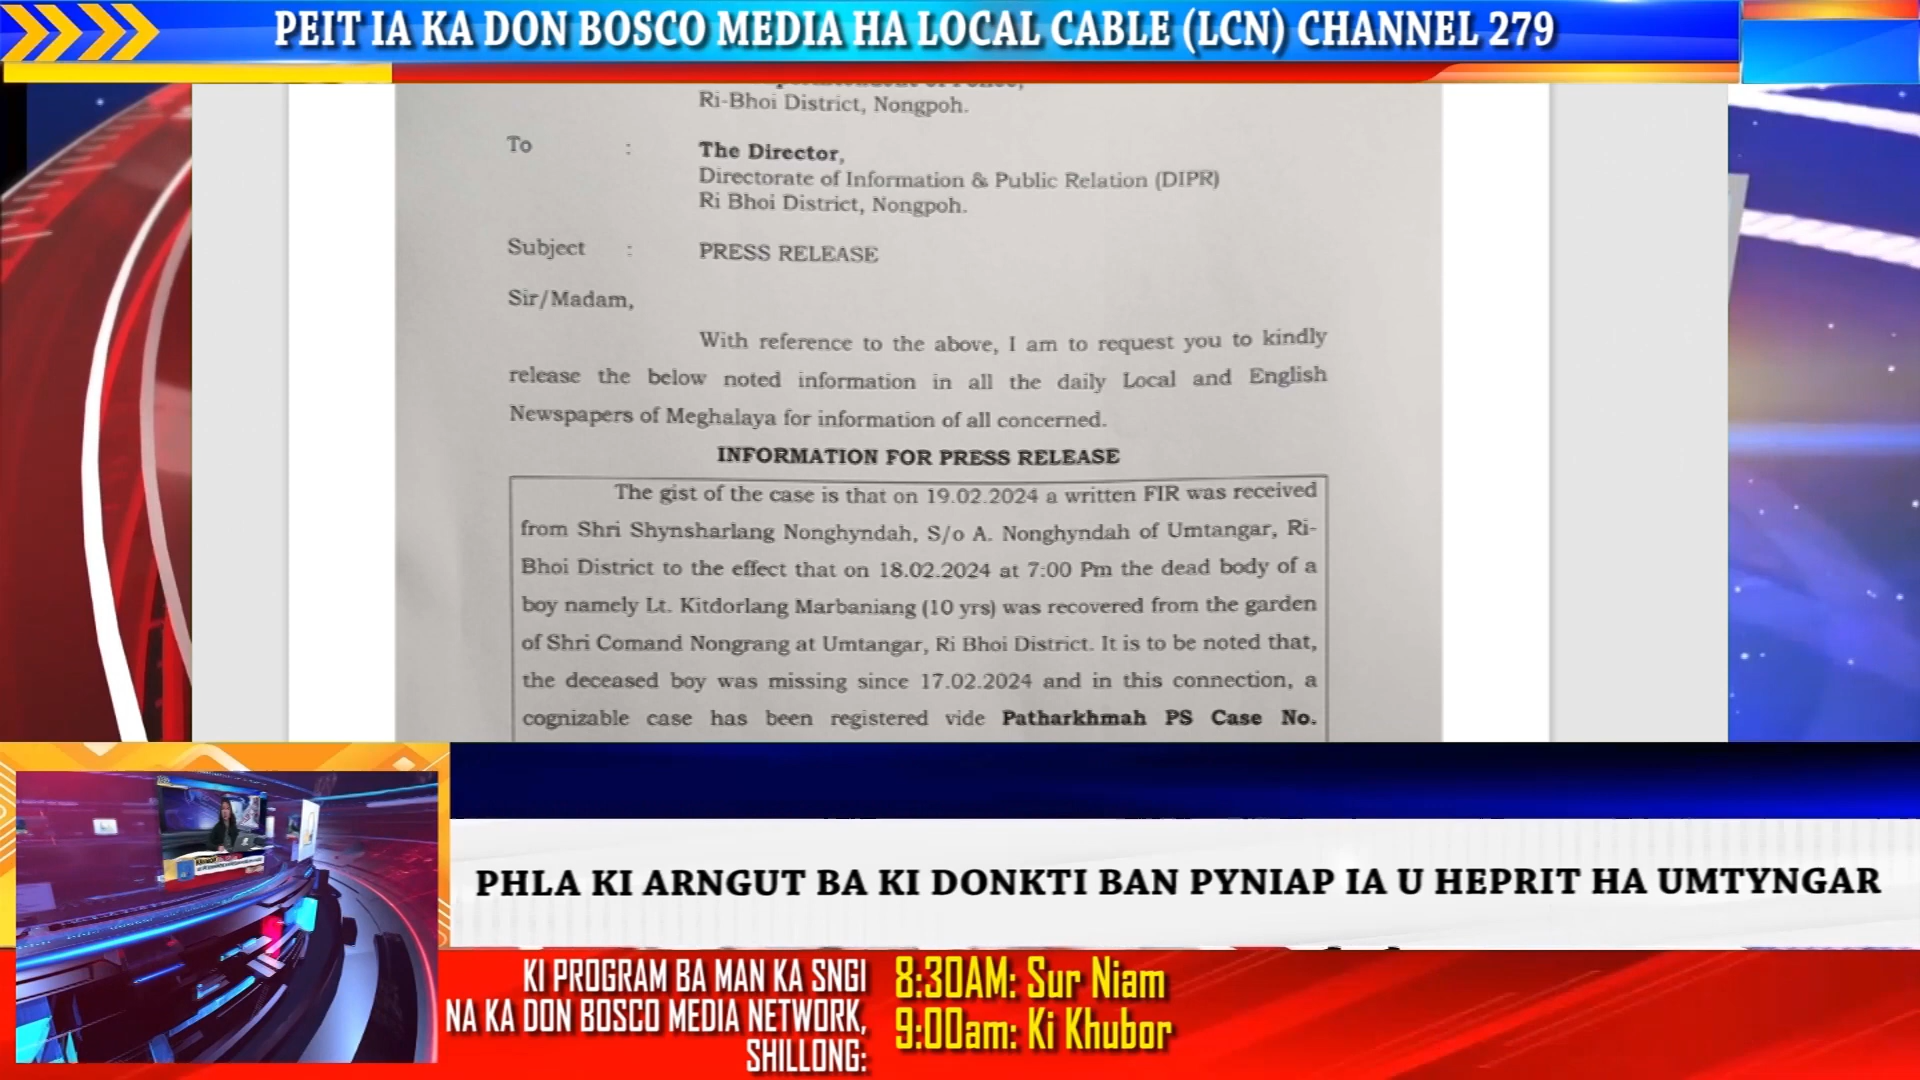 PEIT IA KA DON BOSCO MEDIA HA LOCAL CABLE (LCN) CHANNEL 279
Ri-Bhoi District, Nongpoh.
To : The Director,
Directorate of Information & Public Relation (DIPR)
Ri Bhoi District, Nongpoh.
Subject : PRESS RELEASE
Sir/Madam,
With reference to the above, I am to request you to kindly
release the below noted information in all the daily Local and English
Newspapers of Meghalaya for information of all concerned.
INFORMATION FOR PRESS RELEASE
The gist of the case is that on 19.02.2024 a written FIR was received
from Shri Shynsharlang Nonghyndah, S/o A. Nonghyndah of Umtangar, Ri-
Bhoi District to the effect that on 18.02.2024 at 7:00 Pm the dead body of a
boy namely Lt. Kitdorlang Marbaniang (10 yrs) was recovered from the garden
of Shri Comand Nongrang at Umtangar, Ri Bhoi District. It is to be noted that,
the deceased boy was missing since 17.02.2024 and in this connection, a
cognizable case has been registered vide Patharkhmah PS Case No.
PHLA KI ARNGUT BA KI DONKTI BAN PYNIAP IA U HEPRIT HA UMTYNGAR
KI PROGRAM BA MAN KA SNGI
NA KA DON BOSCO MEDIA NETWORK,
SHILLONG:
8:30AM: Sur Niam
9:00am: Ki Khubor